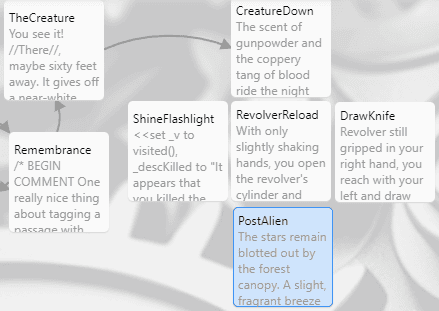 TheCreature
You see it!
//There//,
maybe sixty feet
away. It gives off
a near-white
CreatureDown
The scent of
gunpowder and
the coppery
tang of blood
ride the night
ShineFlashlight
<<set _v to
visited(),
_descKilled to "It
appears that
you killed the
RevolverReload
With only
slightly shaking
hands, you open
the revolver's
cylinder and
DrawKnife
Revolver still
gripped in your
right hand, you
reach with your
left and draw
Remembrance
/* BEGIN
COMMENT One
really nice thing
about tagging a
passage with
PostAlien
The stars remain
blotted out by
the forest
canopy. A slight,
fragrant breeze